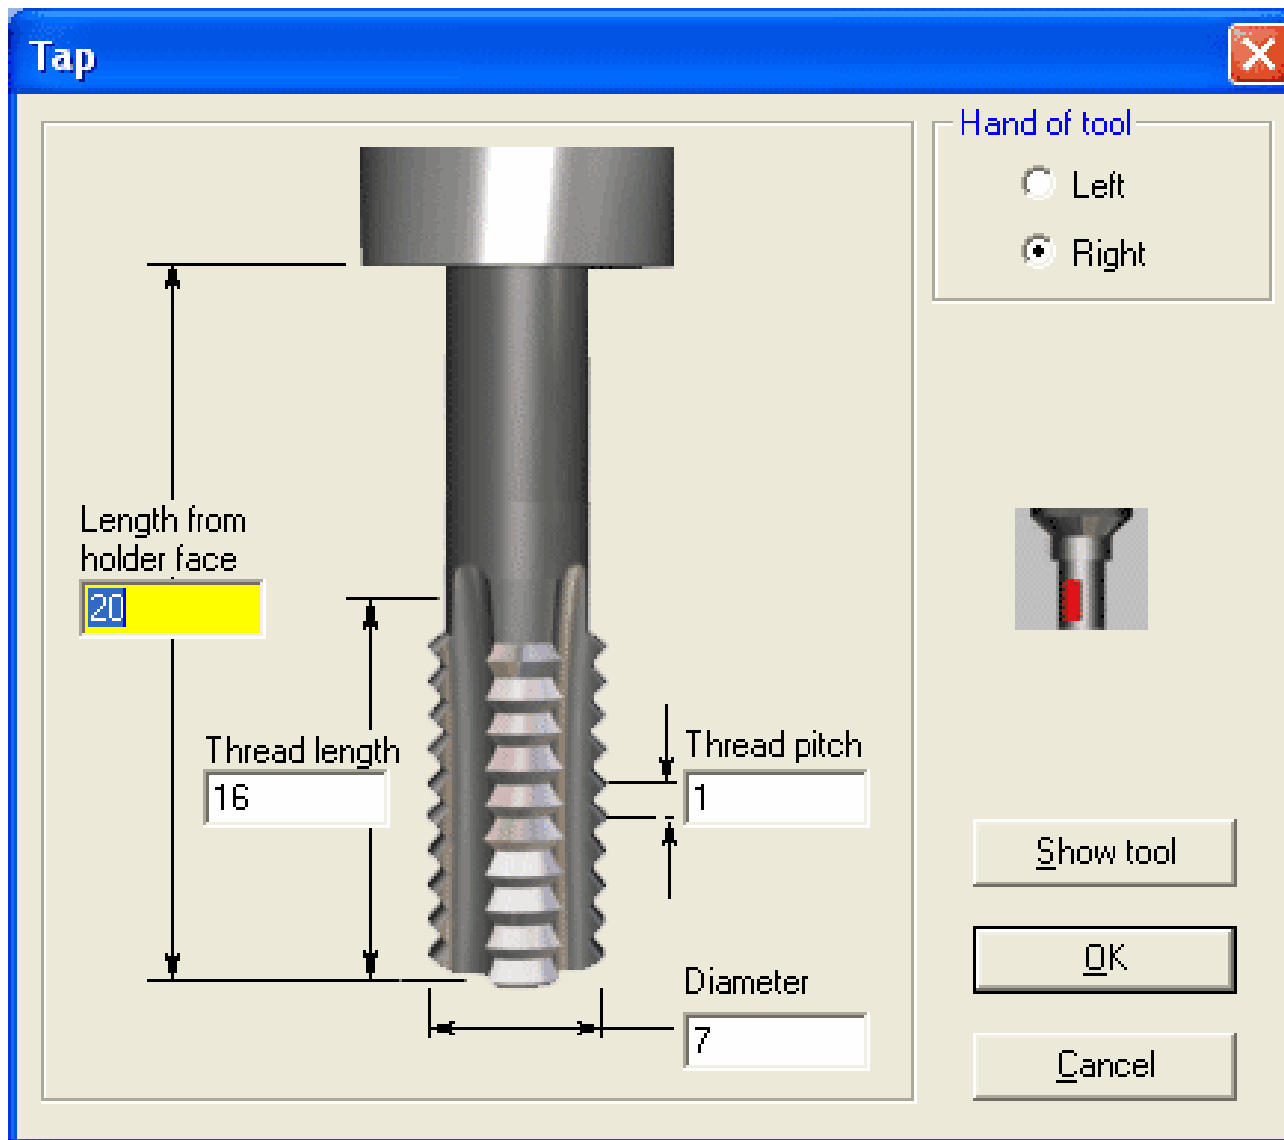 Tap
Hand of tool
Left
Right
Length from
holder face
20
Thread length
16
Thread pitch
1
Diameter
7
Show tool
OK
Cancel